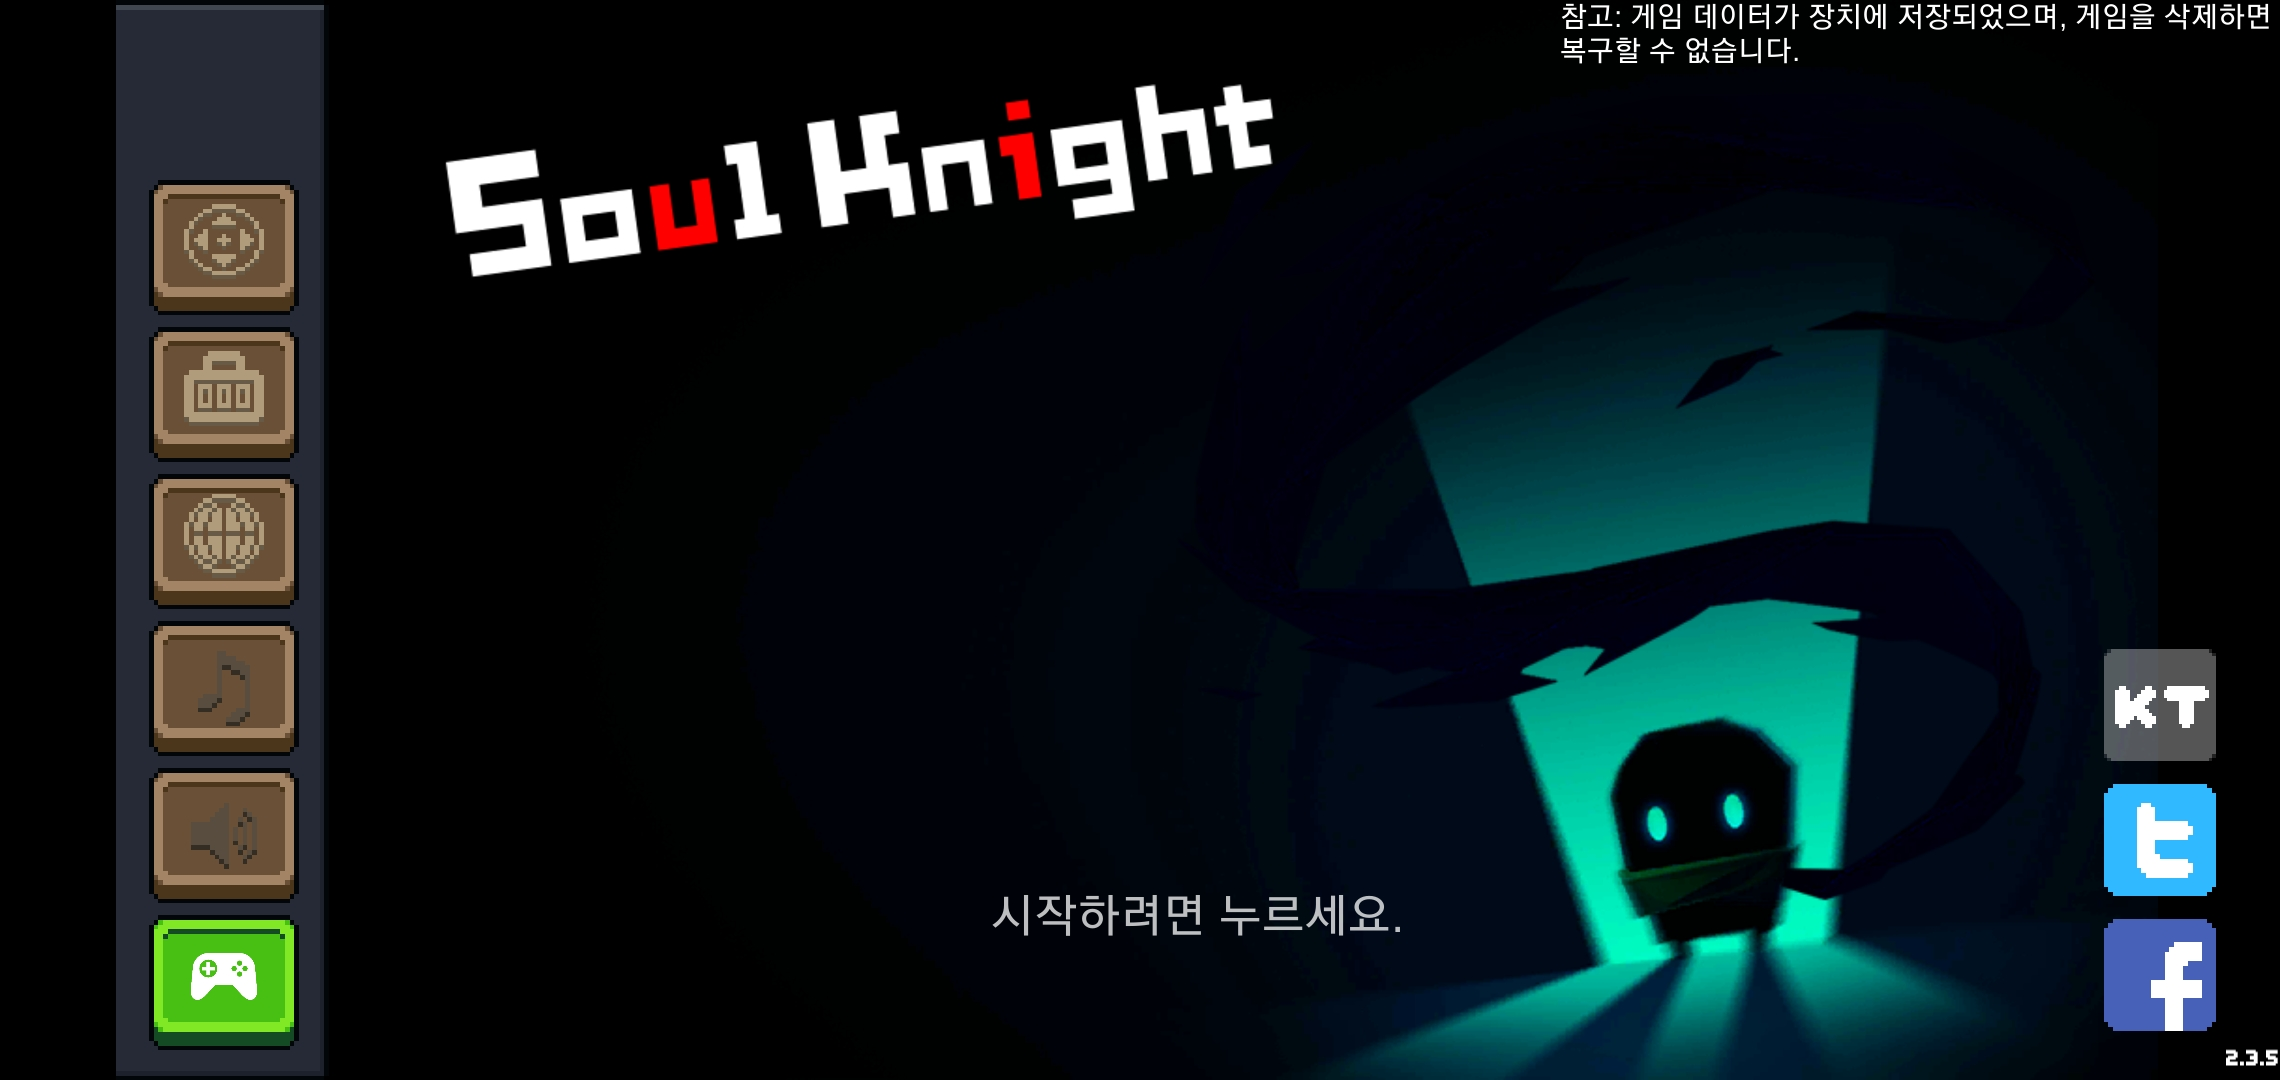 참고: 게임 데이터가 장치에 저장되었으며, 게임을 삭제하면
복구할 수 없습니다.
Soul Knight
KT
시작하려면 누르세요.
2.3.5